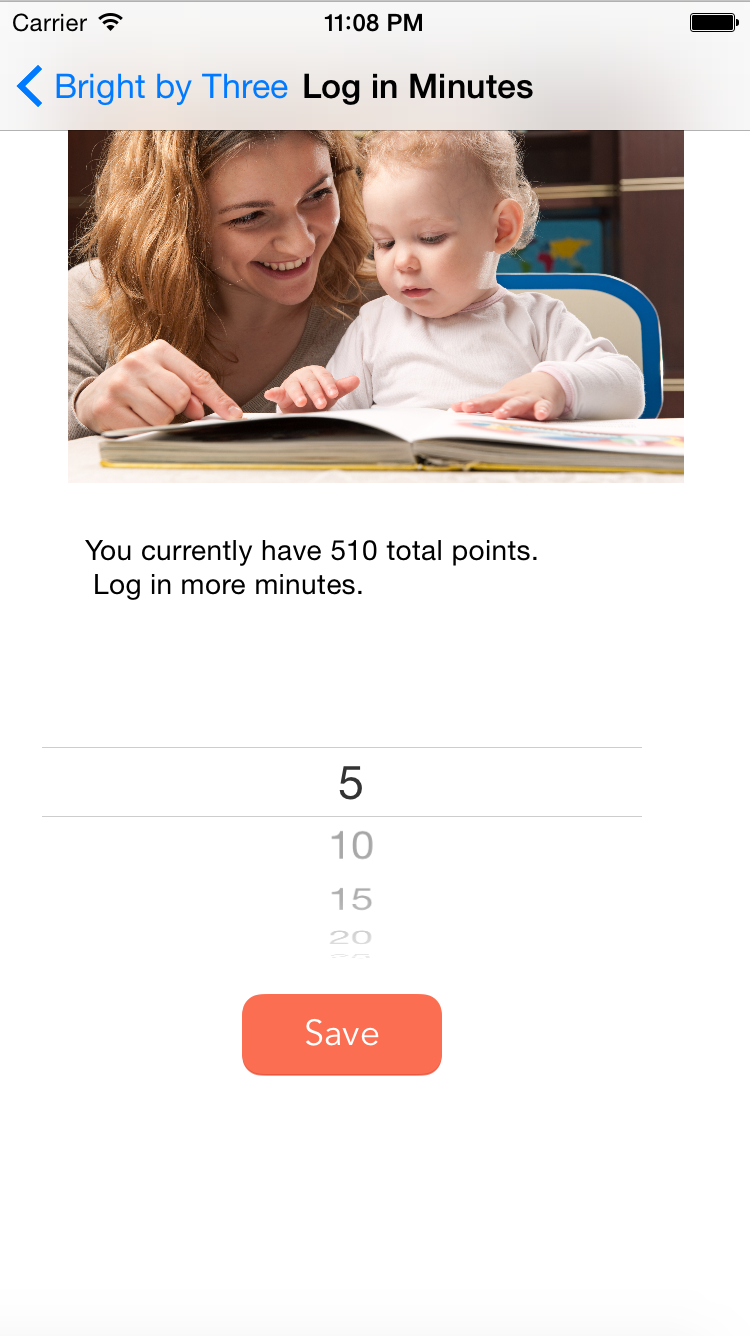 Carrier 11:08 PM
Bright by Three Log in Minutes
You currently have 510 total points.
Log in more minutes.
5
10
15
20
Save